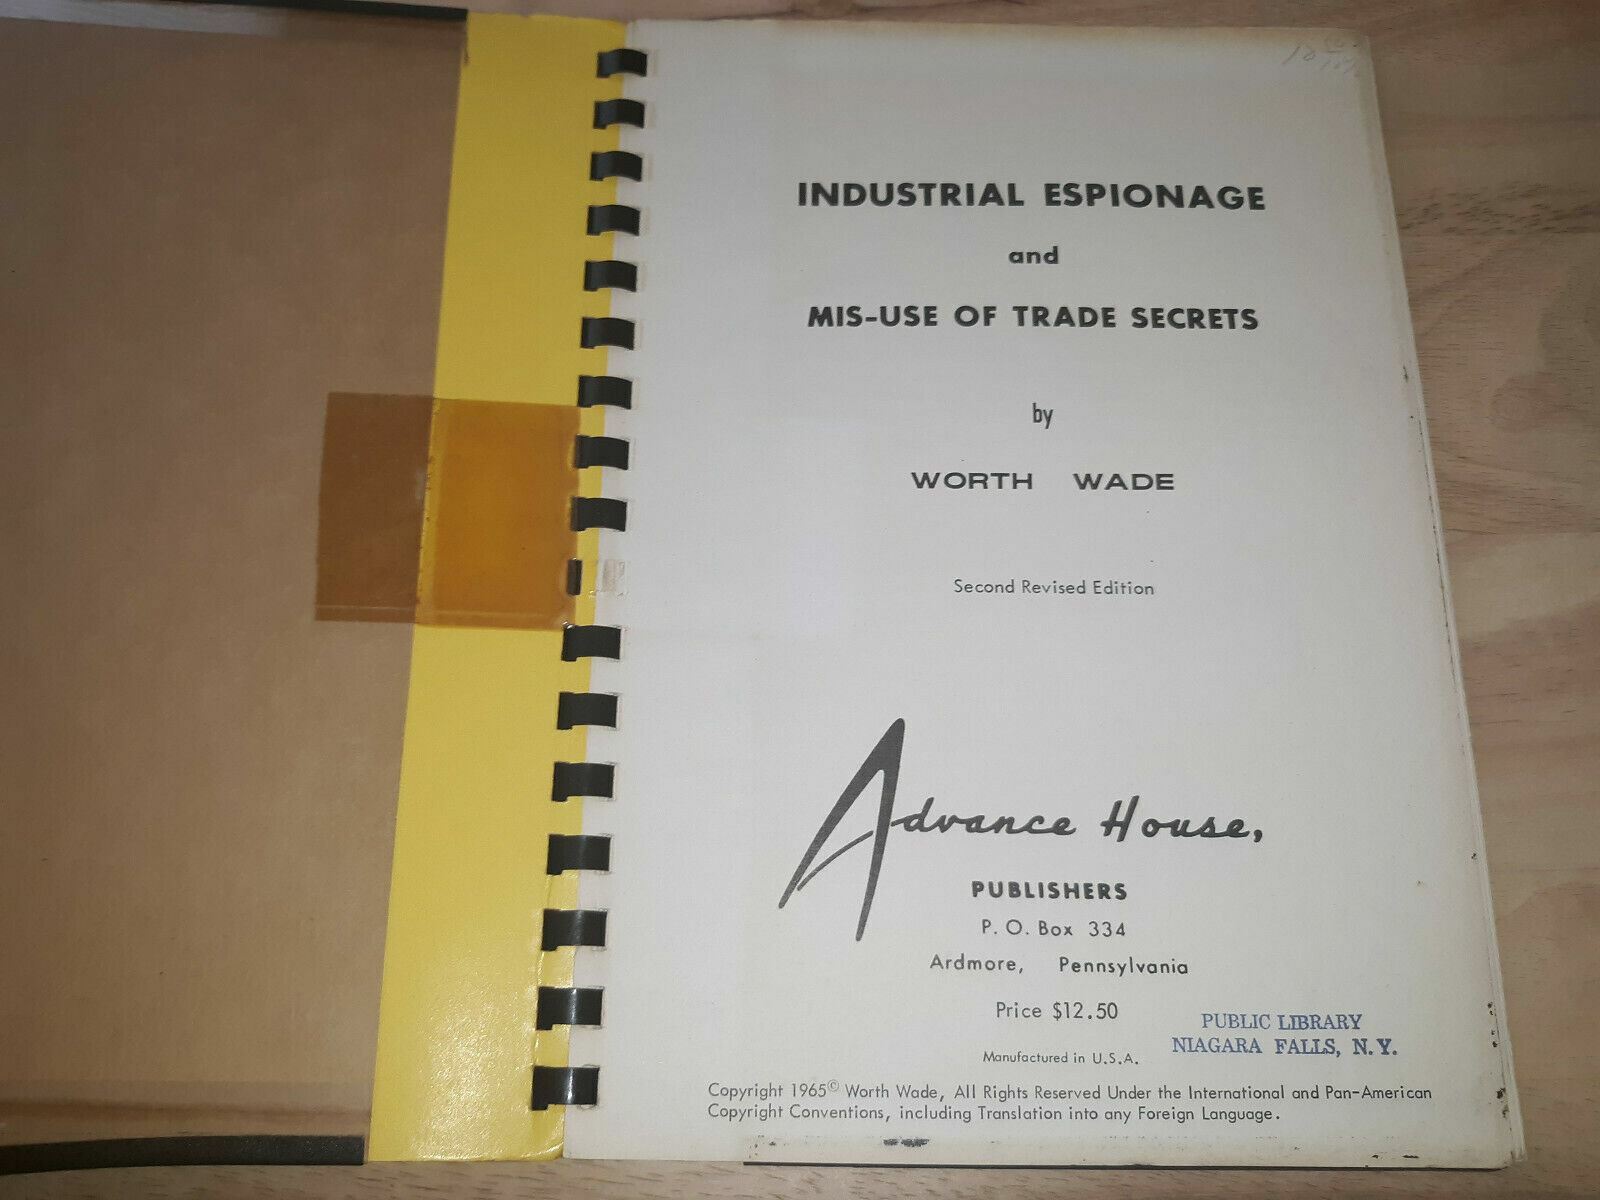 INDUSTRIAL ESPIONAGE
and
MIS-USE OF TRADE SECRETS
by
WORTH WADE
Second Revised Edition
Advance House,
PUBLISHERS
P. O. Box 334
Ardmore, Pennsylvania
Price $12.50
PUBLIC LIBRARY
NIAGARA FALLS, N.Y.
Manufactured in U.S.A.
Copyright 1965© Worth Wade, All Rights Reserved Under the International and Pan-American
Copyright Conventions, including Translation into any Foreign Language.